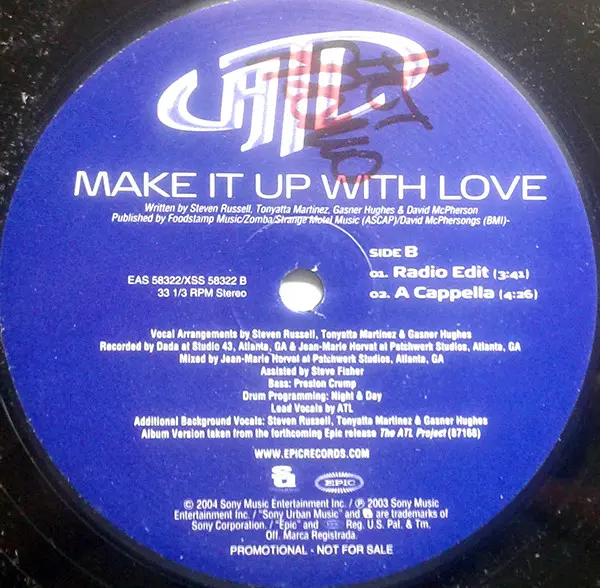 ATL
MAKE IT UP WITH LOVE
Written by Steven Russell, Tonyatta Martinez, Gasner Hughes & David McPherson
Published by Foodstamp Music/Zomba/Strange Motel Music (ASCAP)/David McPhersongs (BMI)-
SIDE B
01. Radio Edit (3:41)
02. A Cappella (4:26)
EAS 58322/XSS 58322 B
33 1/3 RPM Stereo
Vocal Arrangements by Steven Russell, Tonyatta Martinez & Gasner Hughes
Recorded by Dada at Studio 43, Atlanta, GA & Jean-Marie Horvat at Patchwerk Studios, Atlanta, GA
Mixed by Jean-Marie Horvat at Patchwerk Studios, Atlanta, GA
Assisted by Steve Fisher
Bass: Preston Crump
Drum Programming: Night & Day
Lead Vocals by ATL
Additional Background Vocals: Steven Russell, Tonyatta Martinez & Gasner Hughes
Album Version taken from the forthcoming Epic release The ATL Project (87168)
WWW.EPICRECORDS.COM
EPIC
© 2004 Sony Music Entertainment Inc. / ℗ 2003 Sony Music
Entertainment Inc. / "Sony Urban Music" and are trademarks of
Sony Corporation. / "Epic" and Reg. U.S. Pat. & Tm.
Off. Marca Registrada.
PROMOTIONAL - NOT FOR SALE